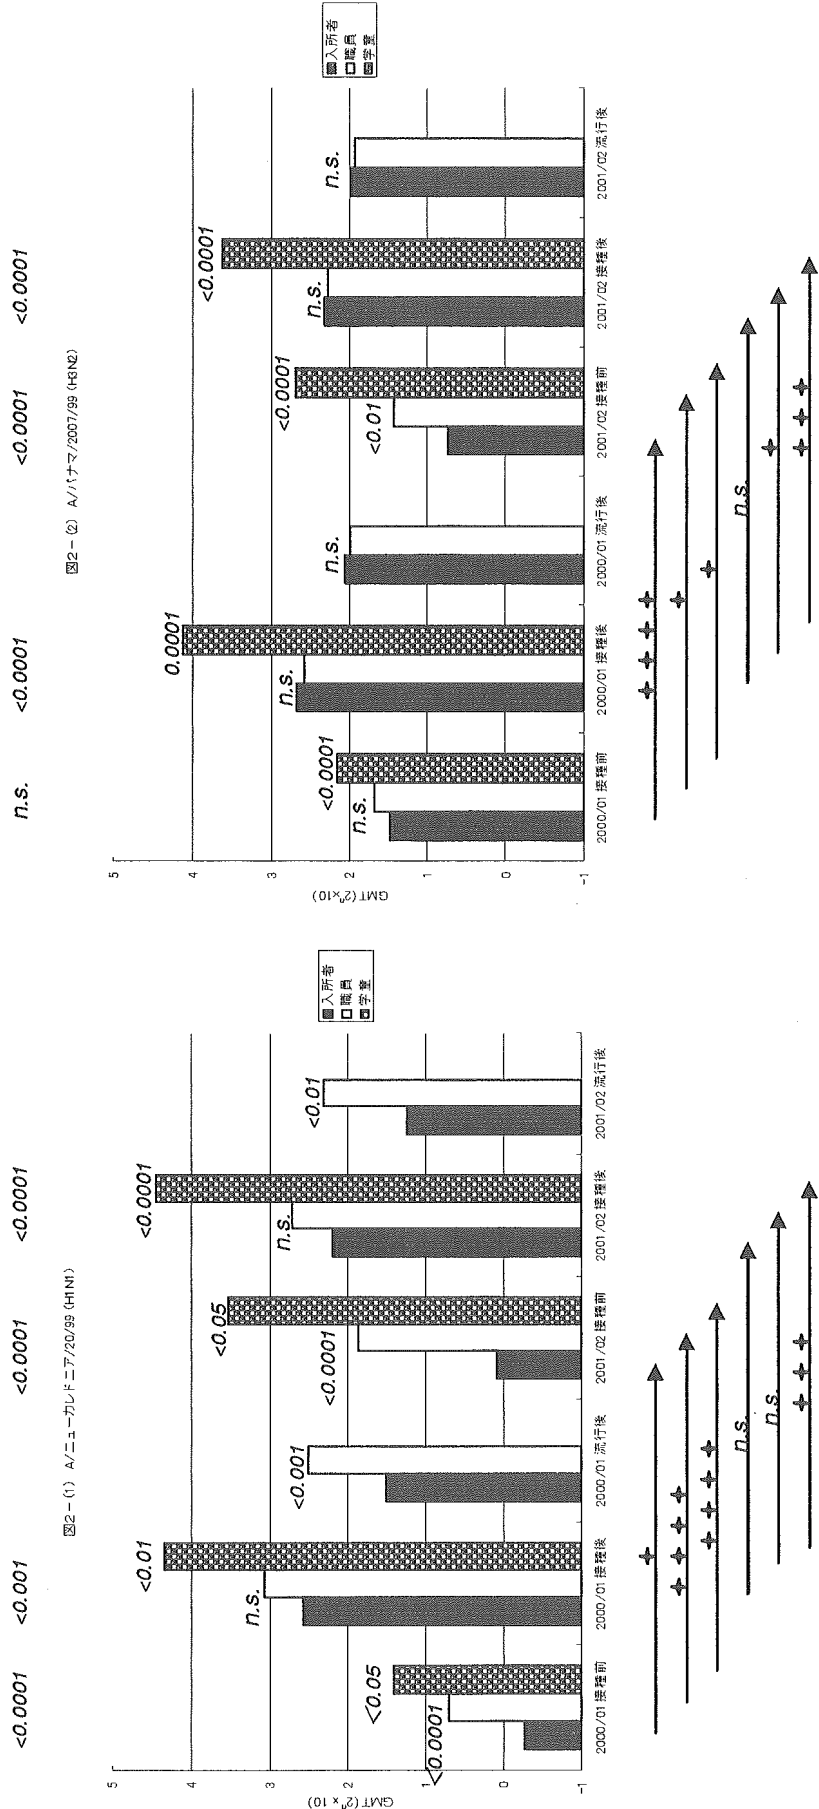 <0.0001 <0.001 <0.0001 <0.0001
図2-(1) A/ニューカレドニア/20/99 (H1N1)
5
4
3
2
1
0
-1
GMT(2ⁿ×10)
<0.0001
<0.05
n.s.
<0.01
<0.001
<0.0001
<0.05
n.s.
<0.0001
<0.01
2000/01 接種前
2000/01 接種後
2000/01 流行後
2001/02 接種前
2001/02 接種後
2001/02 流行後
入所者
職員
学童
n.s.
n.s.
n.s. <0.0001 <0.0001 <0.0001
図2-(2) A/パナマ/2007/99 (H3N2)
5
4
3
2
1
0
-1
GMT(2ⁿ×10)
n.s.
<0.0001
n.s.
0.0001
n.s.
<0.01
<0.0001
n.s.
<0.0001
n.s.
2000/01 接種前
2000/01 接種後
2000/01 流行後
2001/02 接種前
2001/02 接種後
2001/02 流行後
入所者
職員
学童
n.s.